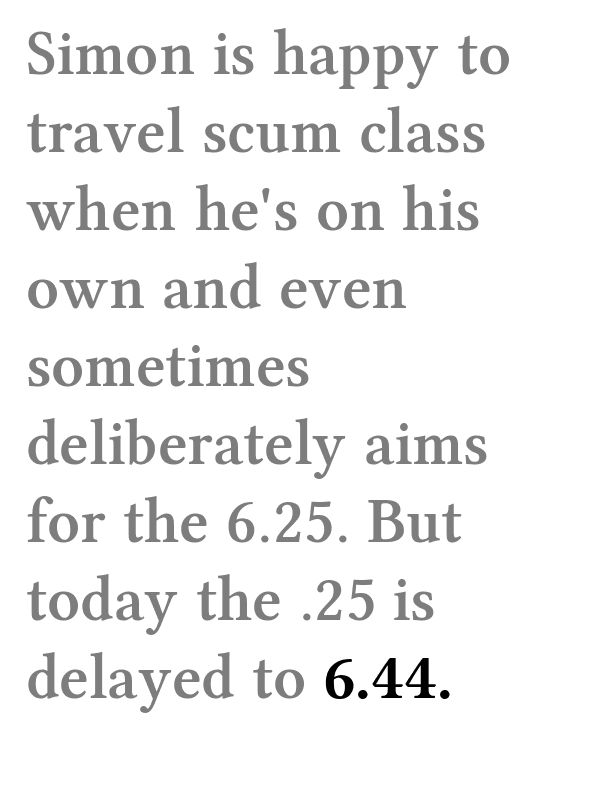 Simon is happy to
travel scum class
when he's on his
own and even
sometimes
deliberately aims
for the 6.25. But
today the .25 is
delayed to 6.44.